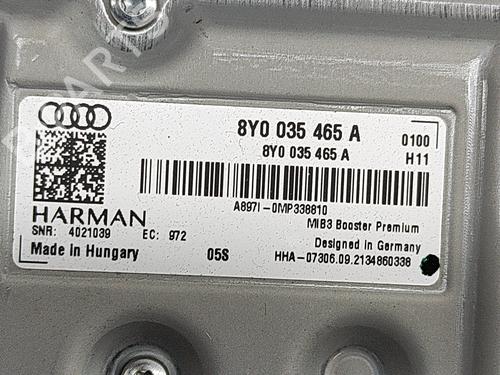 8Y0 035 465 A
8Y0 035 465 A
0100
H11
A897I-0MP338810
HARMAN
MIB3 Booster Premium
SNR: 4021039 EC: 972
Designed in Germany
Made in Hungary 05S
HHA-07306.09.2134860338